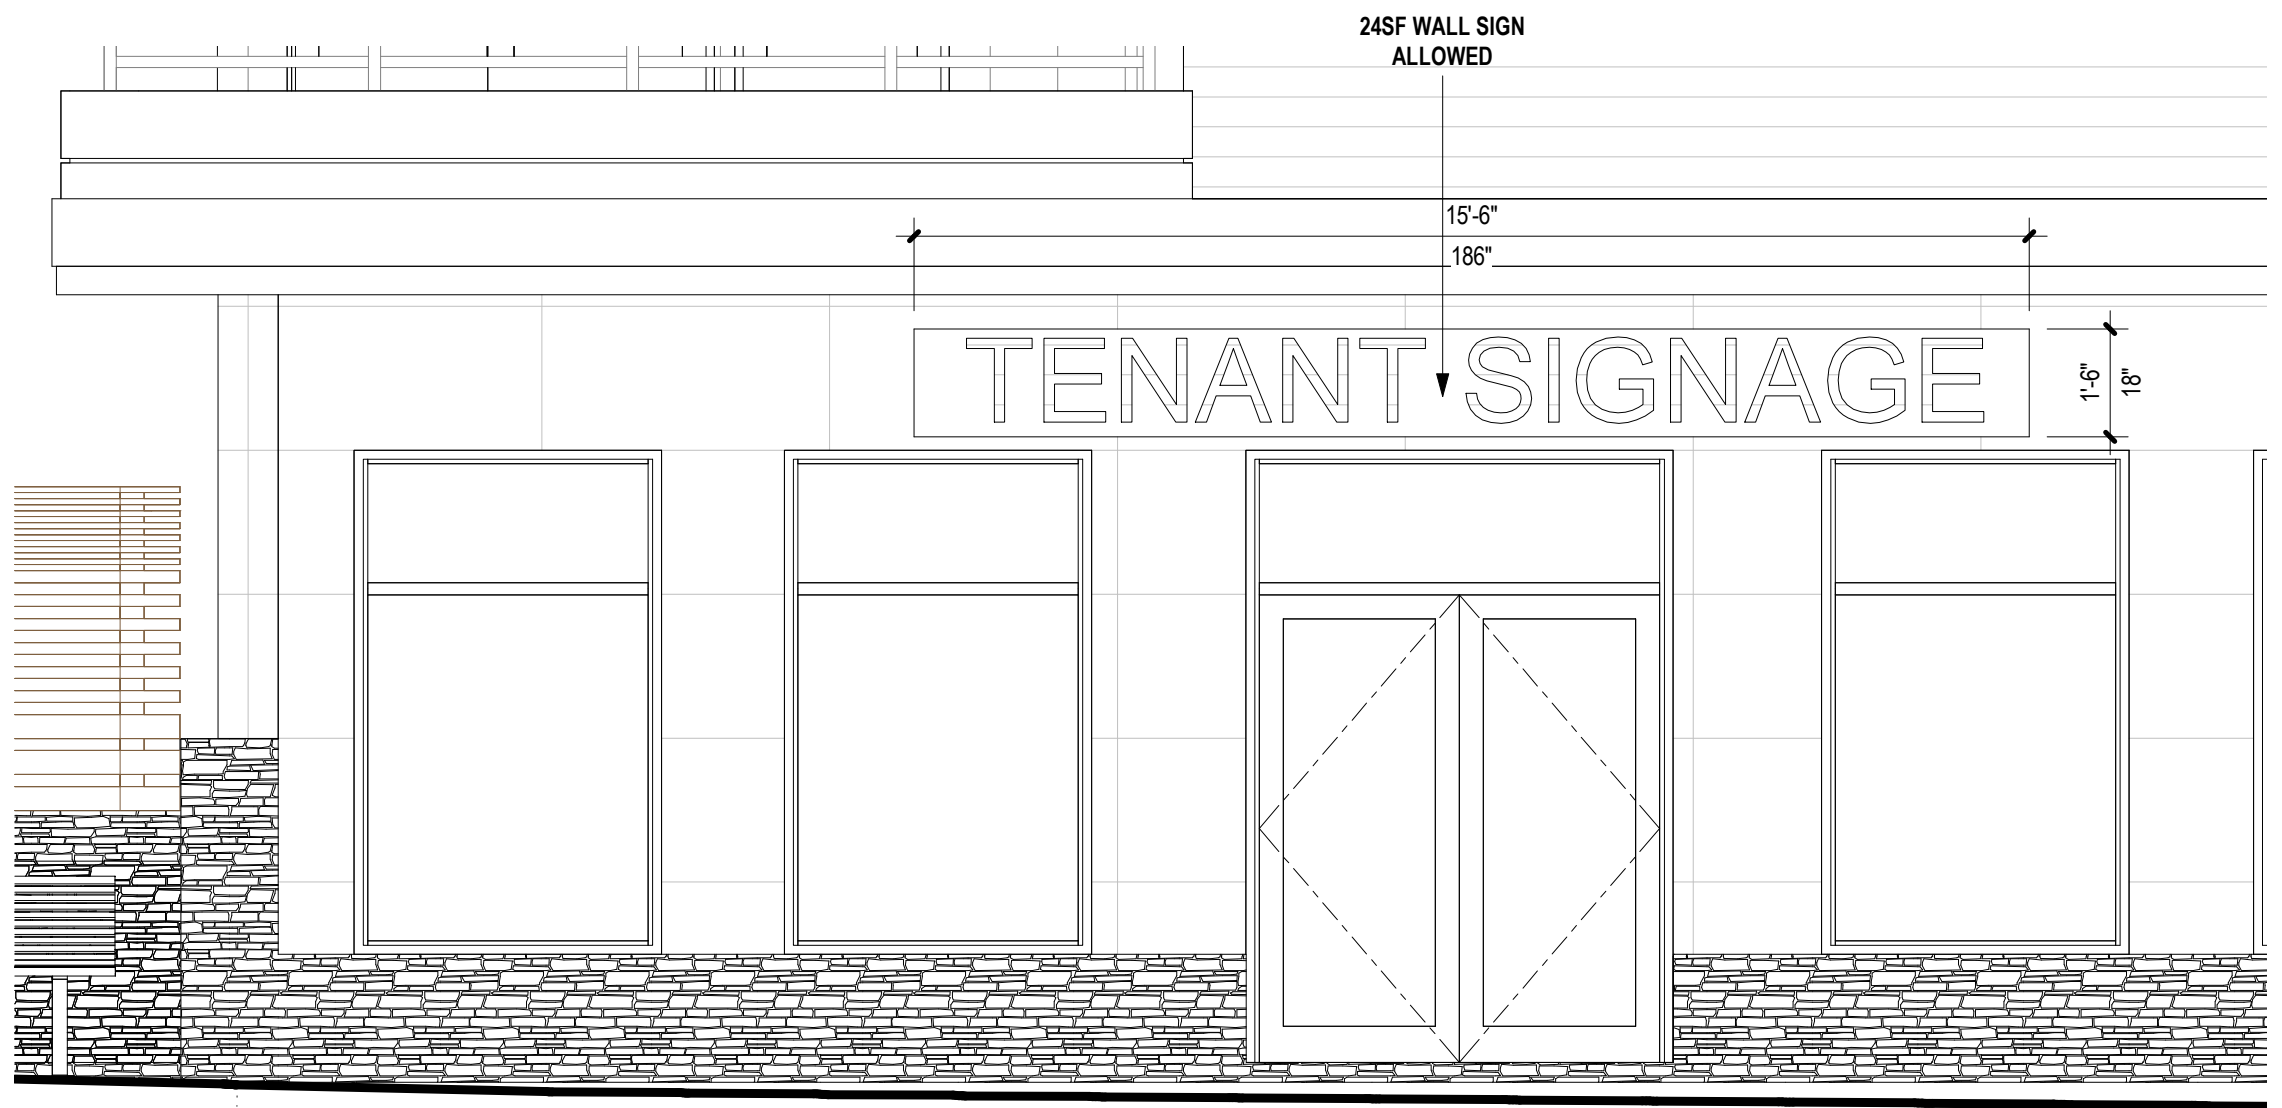 24SF WALL SIGN
ALLOWED
15'-6"
186"
TENANT SIGNAGE
1'-6"
18"